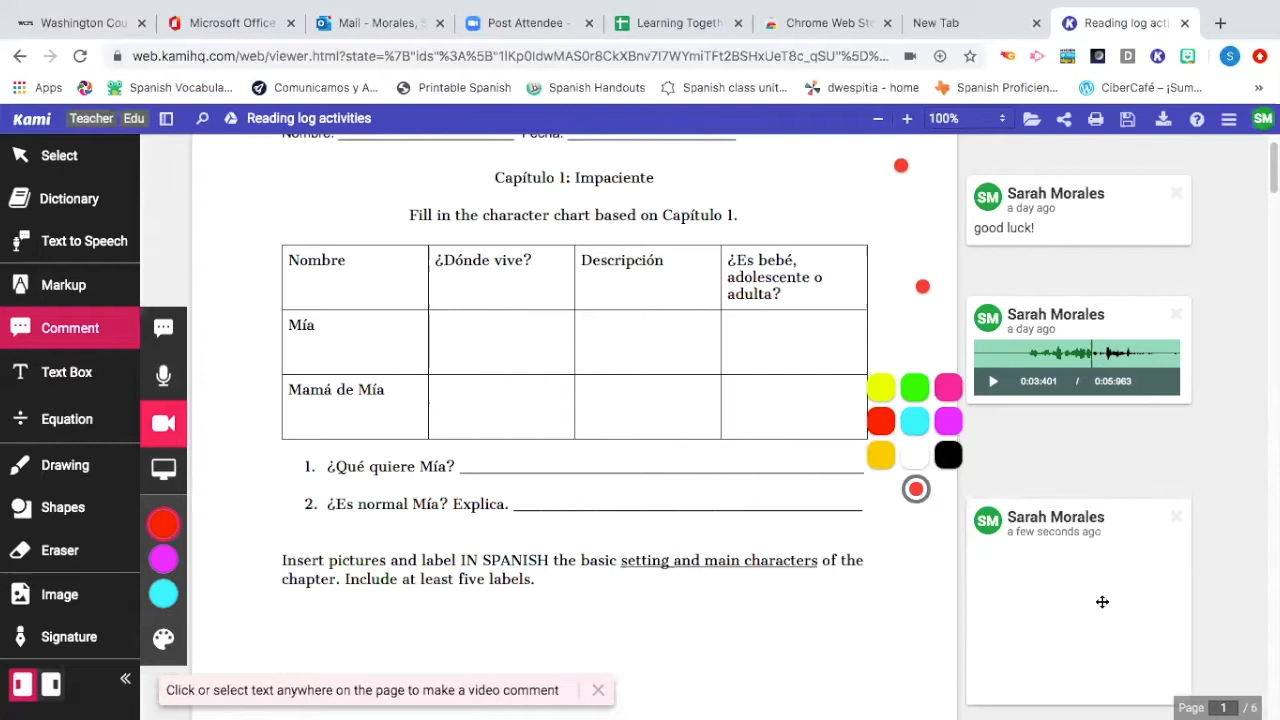 Washington Cou
Microsoft Office
Mail - Morales, S
Post Attendee -
Learning Togeth
Chrome Web Sto
New Tab
Reading log acti
web.kamihq.com/web/viewer.html?state=%7B"ids"%3A%5B"
Apps
Spanish Vocabula...
Comunicamos y A...
Printable Spanish
Spanish Handouts
Spanish class unit...
dwespitia - home
Spanish Proficien...
CiberCafé – ¡Sum...
»
Kami
Teacher
Edu
Reading log activities
100%
SM
Select
Dictionary
Text to Speech
Markup
Comment
Text Box
Equation
Drawing
Shapes
Eraser
Image
Signature
Nombre: Fecha:
Capítulo 1: Impaciente
Fill in the character chart based on Capítulo 1.
Nombre
¿Dónde vive?
Descripción
¿Es bebé,
adolescente o
adulta?
Mía
Mamá de Mía
1. ¿Qué quiere Mía?
2. ¿Es normal Mía? Explica.
Insert pictures and label IN SPANISH the basic setting and main characters of the
chapter. Include at least five labels.
Click or select text anywhere on the page to make a video comment
SM
Sarah Morales
a day ago
good luck!
SM
Sarah Morales
a day ago
0:03:401 / 0:05:963
SM
Sarah Morales
a few seconds ago
Page 1 / 6